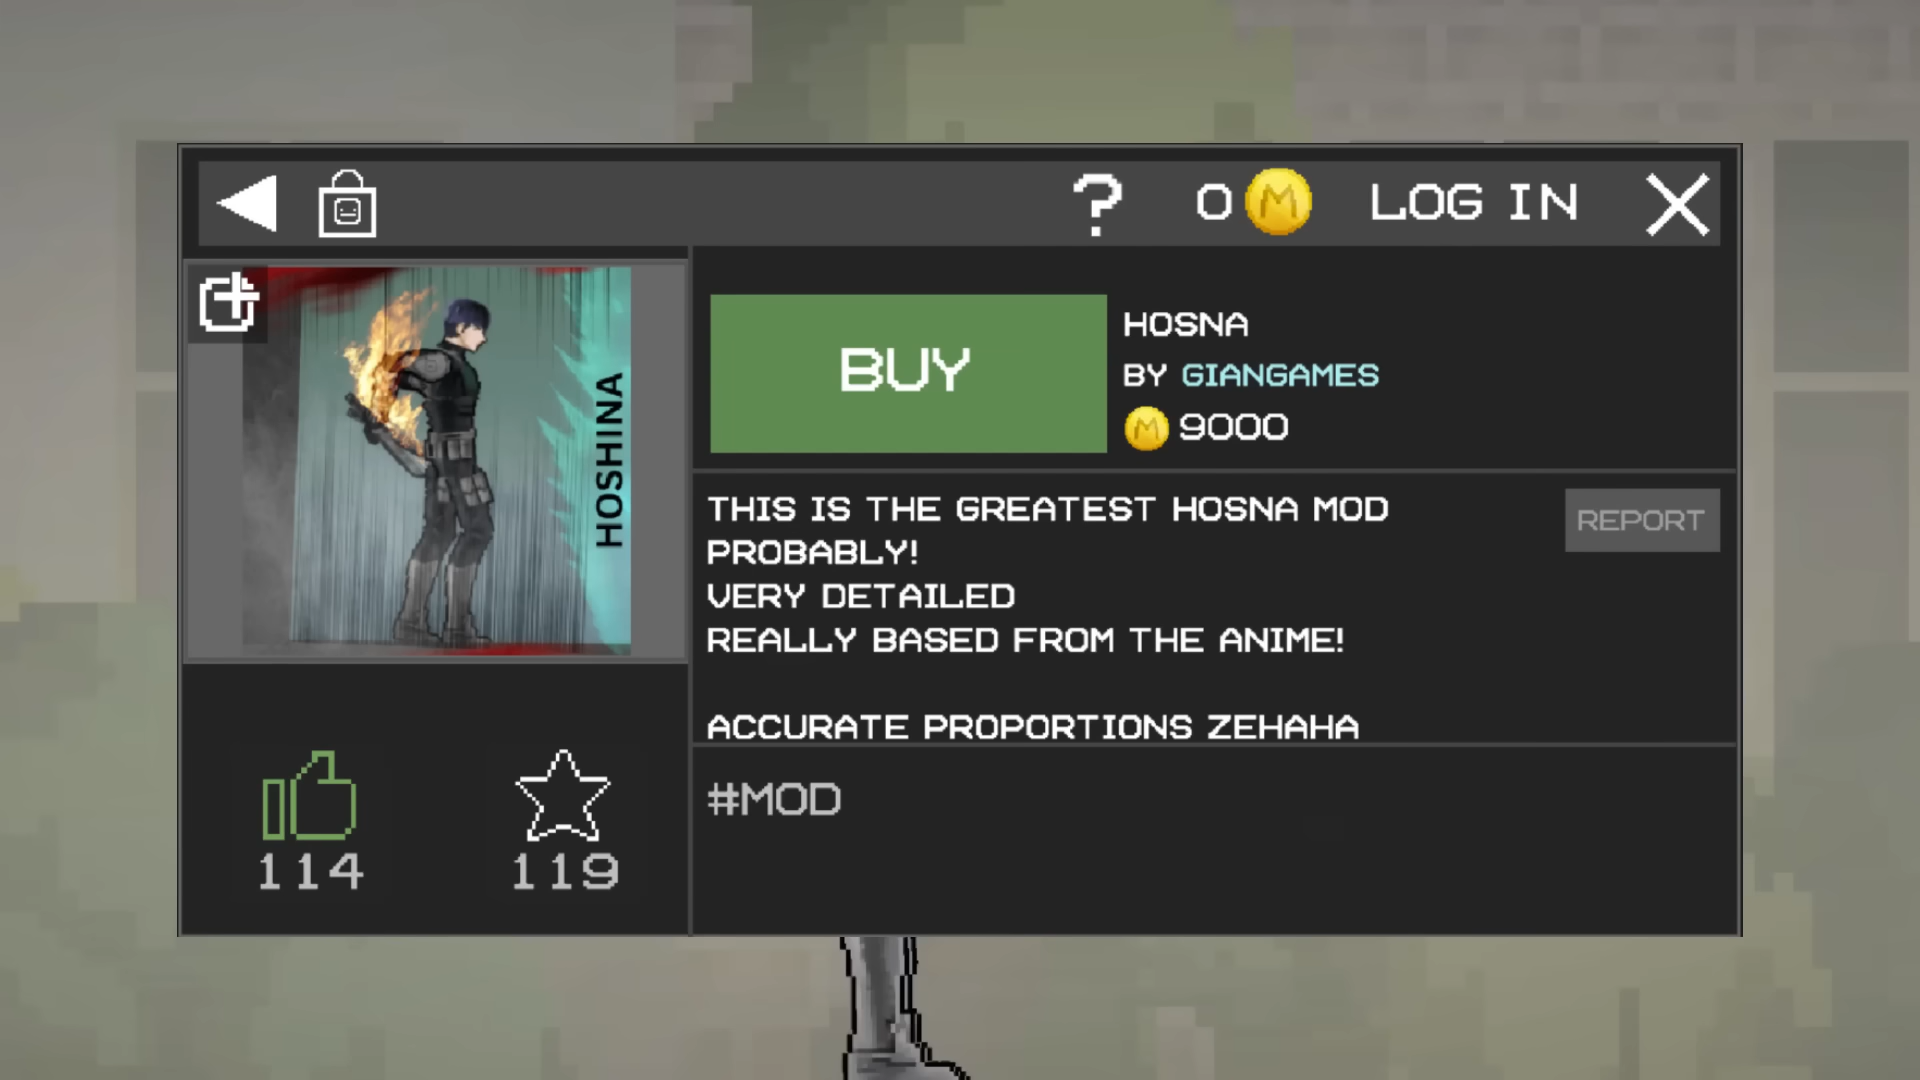 ? 0 LOG IN
HOSHINA
BUY
HOSNA
BY GIANGAMES
9000
THIS IS THE GREATEST HOSNA MOD
PROBABLY!
VERY DETAILED
REALLY BASED FROM THE ANIME!
ACCURATE PROPORTIONS ZEHAHA
REPORT
#MOD
114
119